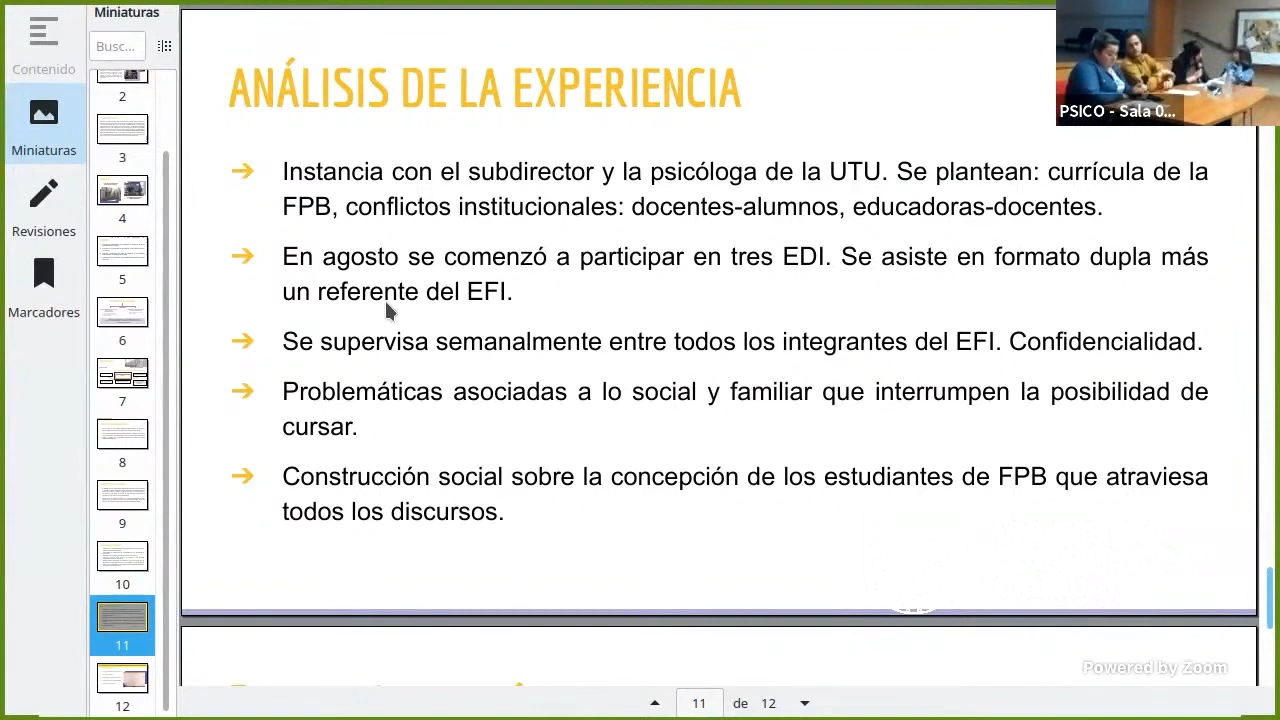 Miniaturas
Busc...
Contenido
Miniaturas
Revisiones
Marcadores
2
3
4
5
6
7
8
9
10
11
12
ANÁLISIS DE LA EXPERIENCIA
➔ Instancia con el subdirector y la psicóloga de la UTU. Se plantean: currícula de la
FPB, conflictos institucionales: docentes-alumnos, educadoras-docentes.
➔ En agosto se comenzó a participar en tres EDI. Se asiste en formato dupla más
un referente del EFI.
➔ Se supervisa semanalmente entre todos los integrantes del EFI. Confidencialidad.
➔ Problemáticas asociadas a lo social y familiar que interrumpen la posibilidad de
cursar.
➔ Construcción social sobre la concepción de los estudiantes de FPB que atraviesa
todos los discursos.
PSICO - Sala 0...
Powered by Zoom
11 de 12